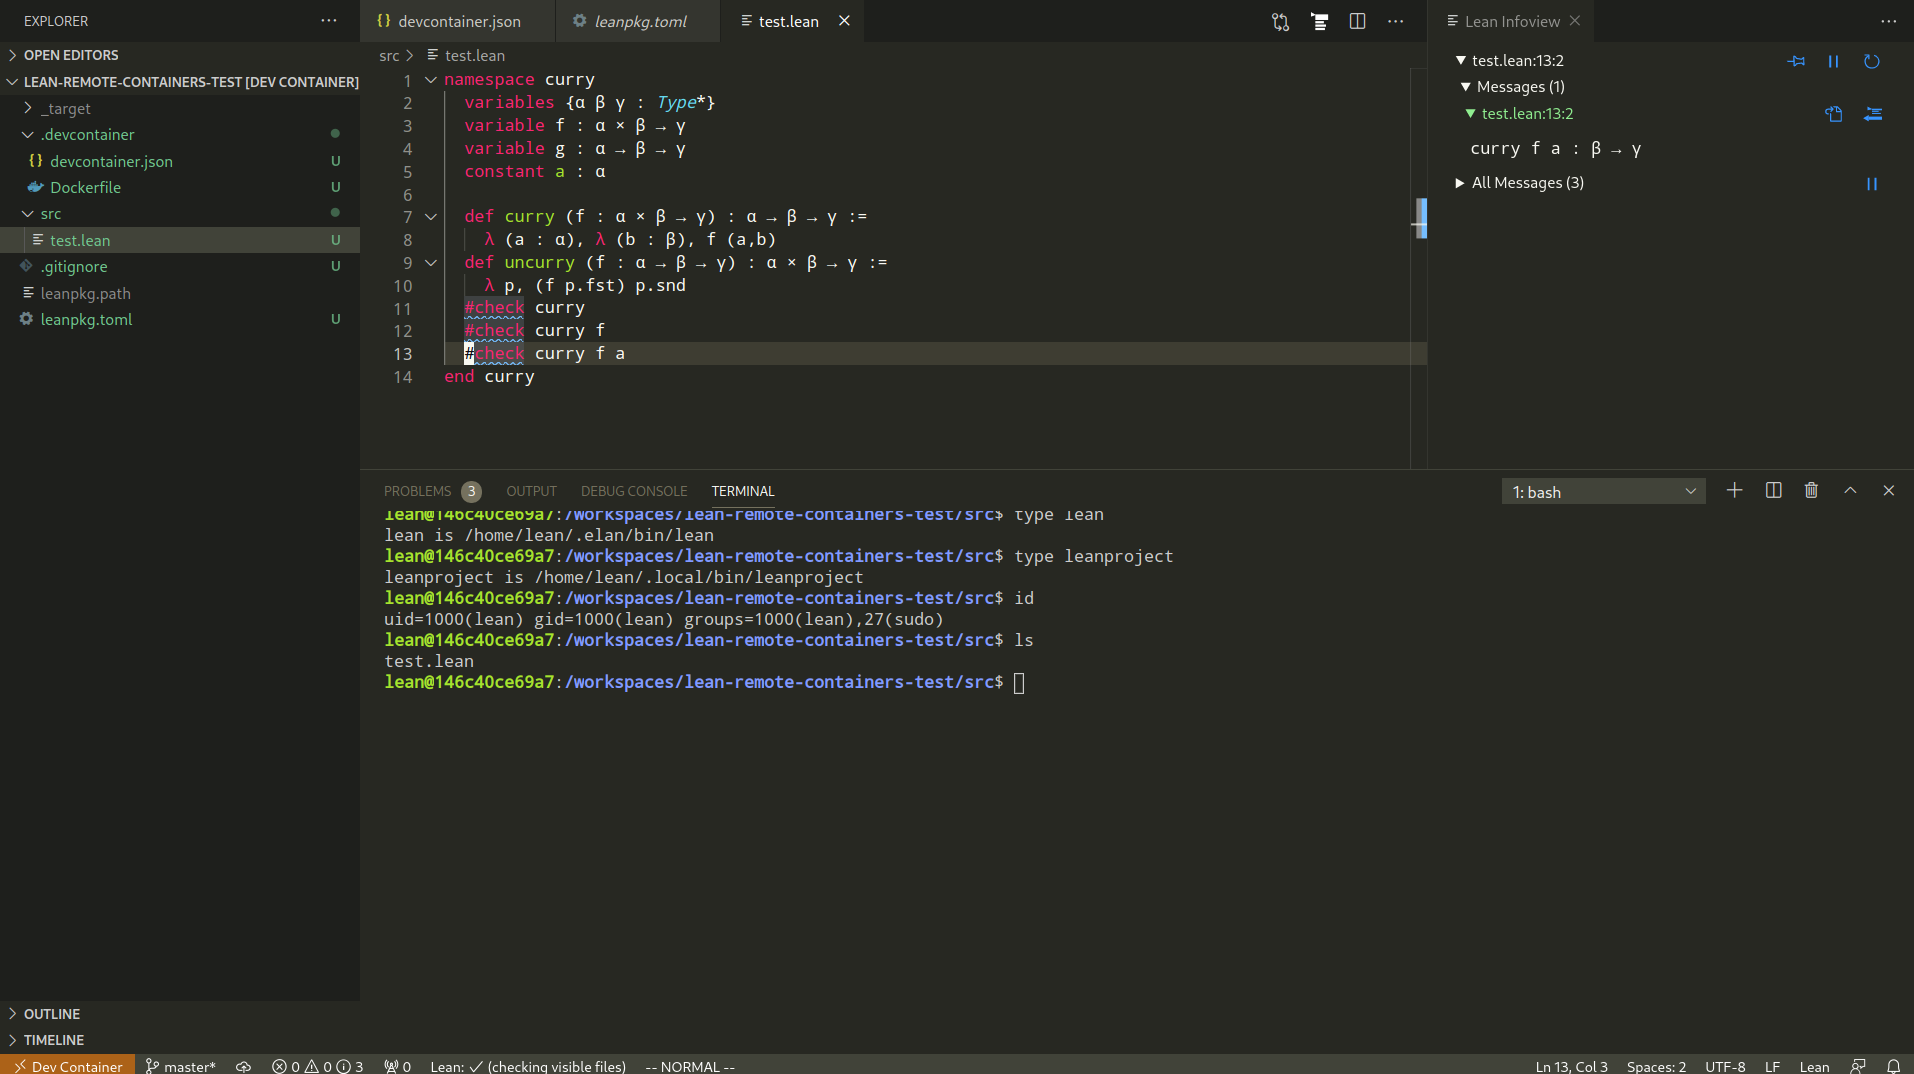 EXPLORER
OPEN EDITORS
LEAN-REMOTE-CONTAINERS-TEST [DEV CONTAINER]
_target
.devcontainer
{} devcontainer.json U
Dockerfile U
src
test.lean U
.gitignore U
leanpkg.path
leanpkg.toml U
OUTLINE
TIMELINE
{} devcontainer.json
leanpkg.toml
test.lean
src > test.lean
1 namespace curry
2 variables {α β γ : Type*}
3 variable f : α × β → γ
4 variable g : α → β → γ
5 constant a : α
6
7 def curry (f : α × β → γ) : α → β → γ :=
8 λ (a : α), λ (b : β), f (a,b)
9 def uncurry (f : α → β → γ) : α × β → γ :=
10 λ p, (f p.fst) p.snd
11 #check curry
12 #check curry f
13 #check curry f a
14 end curry
Lean Infoview
test.lean:13:2
Messages (1)
test.lean:13:2
curry f a : β → γ
All Messages (3)
PROBLEMS 3 OUTPUT DEBUG CONSOLE TERMINAL
1: bash
lean@146c40ce69a7:/workspaces/lean-remote-containers-test/src$ type lean
lean is /home/lean/.elan/bin/lean
lean@146c40ce69a7:/workspaces/lean-remote-containers-test/src$ type leanproject
leanproject is /home/lean/.local/bin/leanproject
lean@146c40ce69a7:/workspaces/lean-remote-containers-test/src$ id
uid=1000(lean) gid=1000(lean) groups=1000(lean),27(sudo)
lean@146c40ce69a7:/workspaces/lean-remote-containers-test/src$ ls
test.lean
lean@146c40ce69a7:/workspaces/lean-remote-containers-test/src$
Dev Container master* 0 0 3 0 Lean: ✓ (checking visible files) -- NORMAL -- Ln 13, Col 3 Spaces: 2 UTF-8 LF Lean